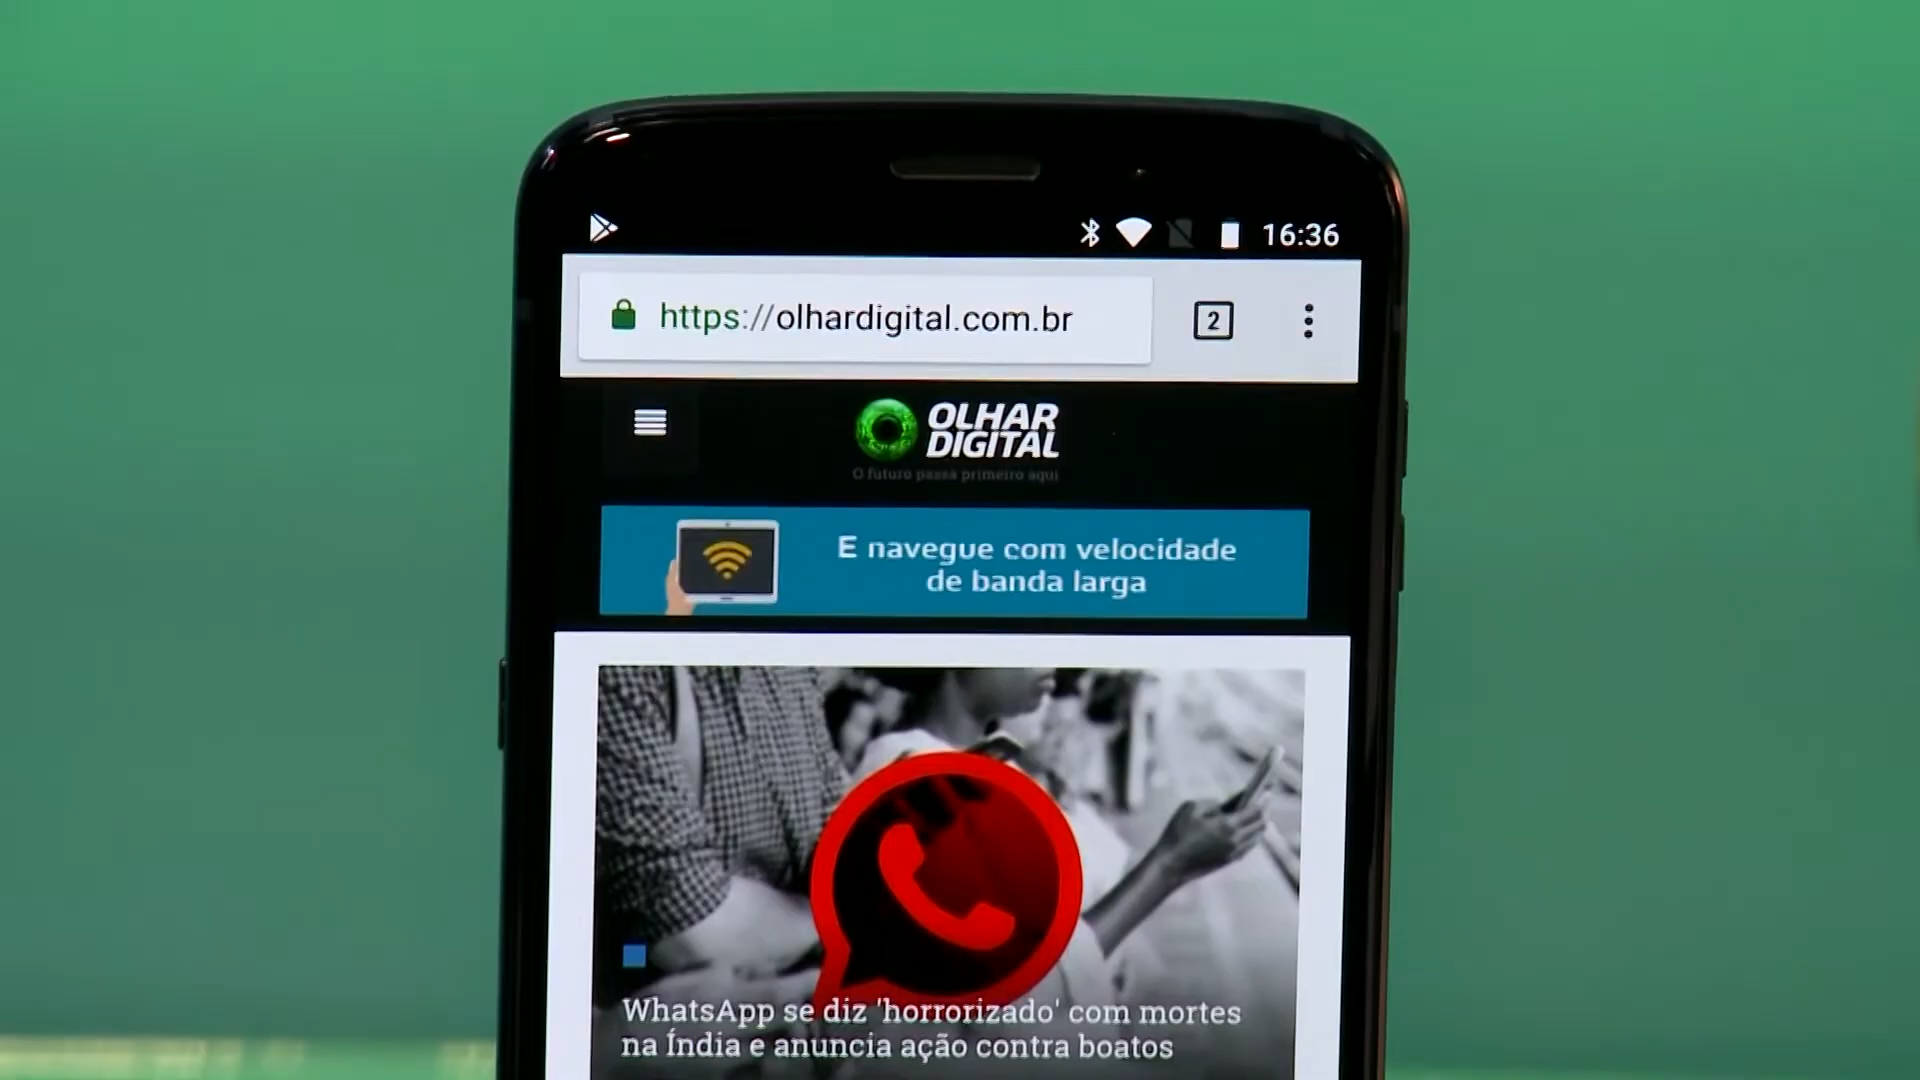 16:36
https://olhardigital.com.br
2
OLHAR
DIGITAL
O futuro passa primeiro aqui
E navegue com velocidade
de banda larga
WhatsApp se diz 'horrorizado' com mortes
na Índia e anuncia ação contra boatos